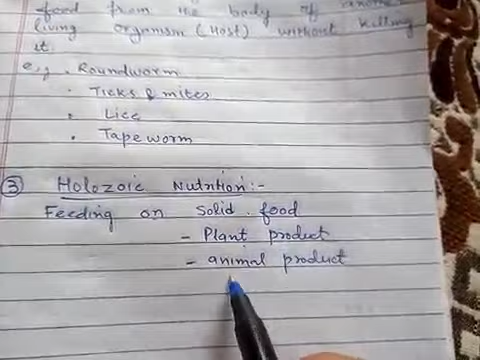 food from the body of another
living organism (Host) without killing
it.
e.g. • Roundworm
• Ticks & mites
• Lice
• Tapeworm
③ Holozoic Nutrition:-
Feeding on solid food
- Plant product
- animal product